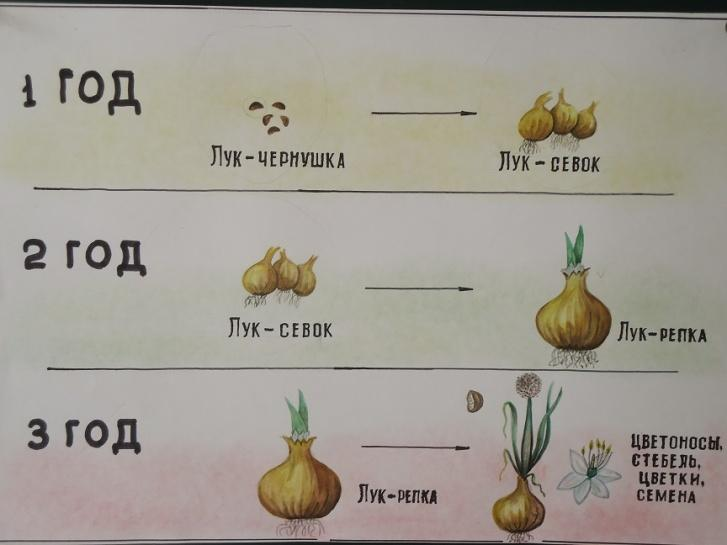 1 ГОД
ЛУК-ЧЕРНУШКА
ЛУК-СЕВОК
2 ГОД
ЛУК-СЕВОК
ЛУК-РЕПКА
3 ГОД
ЛУК-РЕПКА
ЦВЕТОНОСЫ,
СТЕБЕЛЬ,
ЦВЕТКИ,
СЕМЕНА